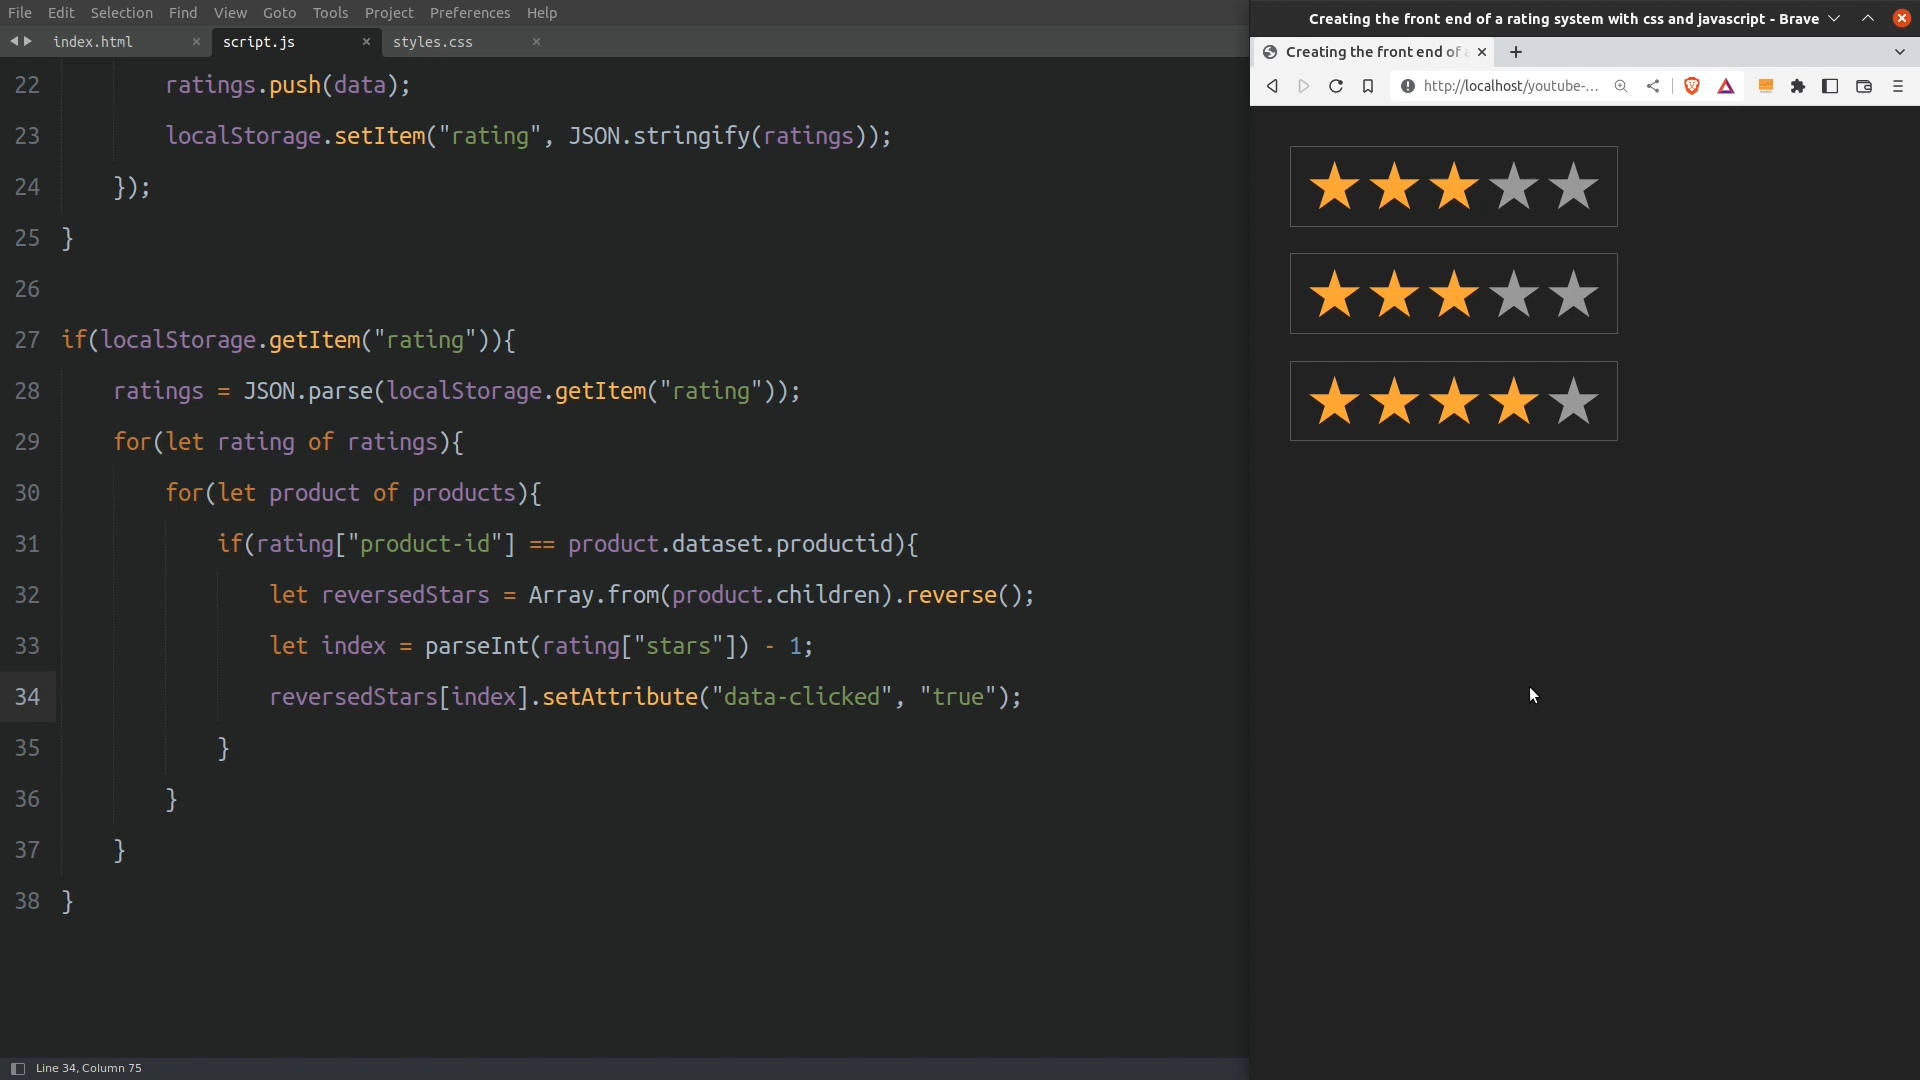 File Edit Selection Find View Goto Tools Project Preferences Help
index.html × script.js × styles.css ×
22 ratings.push(data);
23 localStorage.setItem("rating", JSON.stringify(ratings));
24 });
25 }
26
27 if(localStorage.getItem("rating")){
28 ratings = JSON.parse(localStorage.getItem("rating"));
29 for(let rating of ratings){
30 for(let product of products){
31 if(rating["product-id"] == product.dataset.productid){
32 let reversedStars = Array.from(product.children).reverse();
33 let index = parseInt(rating["stars"]) - 1;
34 reversedStars[index].setAttribute("data-clicked", "true");
35 }
36 }
37 }
38 }
Line 34, Column 75
Creating the front end of a rating system with css and javascript - Brave
Creating the front end of a
http://localhost/youtube-...